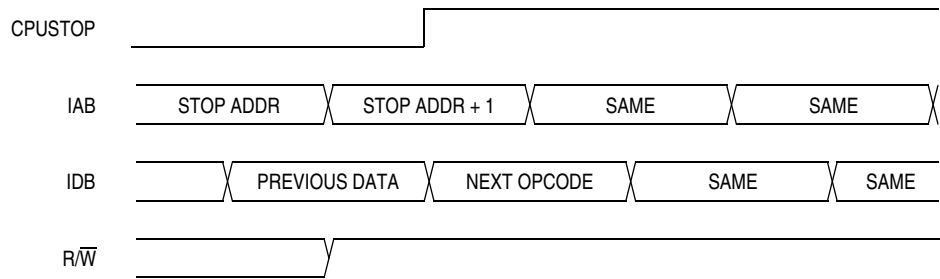 CPUSTOP
IAB STOP ADDR STOP ADDR + 1 SAME SAME
IDB PREVIOUS DATA NEXT OPCODE SAME SAME
R/W̅